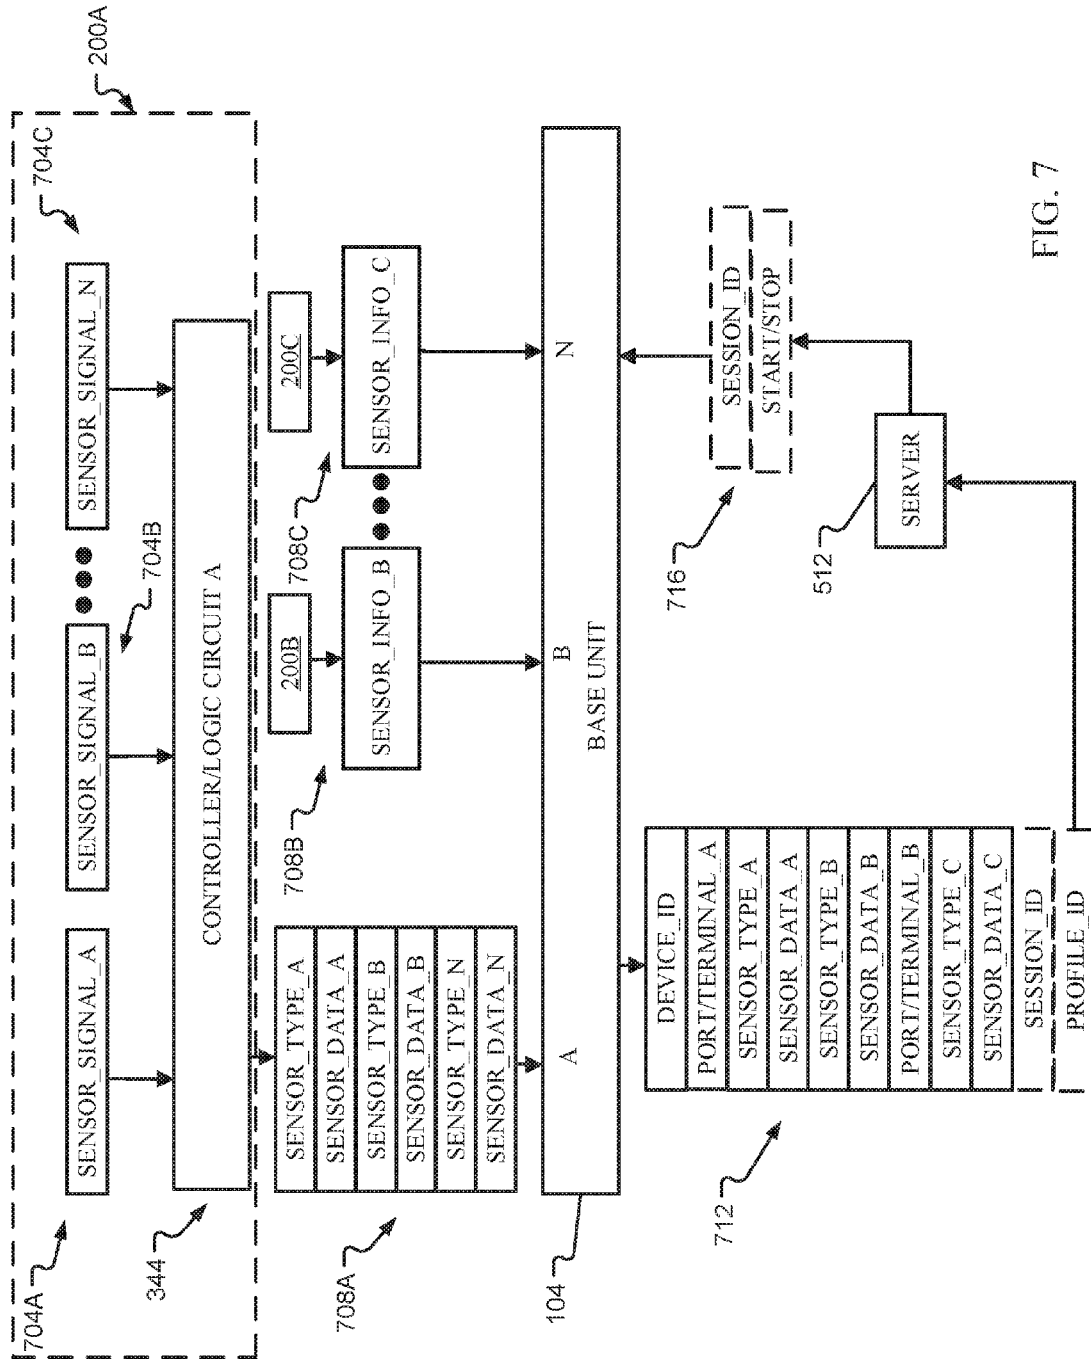 200A
704A
704B
704C
SENSOR_SIGNAL_A
SENSOR_SIGNAL_B
SENSOR_SIGNAL_N
344
CONTROLLER/LOGIC CIRCUIT A
708A
SENSOR_TYPE_A
SENSOR_DATA_A
SENSOR_TYPE_B
SENSOR_DATA_B
SENSOR_TYPE_N
SENSOR_DATA_N
708B
200B
SENSOR_INFO_B
708C
200C
SENSOR_INFO_C
104
A
B
N
BASE UNIT
712
DEVICE_ID
PORT/TERMINAL_A
SENSOR_TYPE_A
SENSOR_DATA_A
SENSOR_TYPE_B
SENSOR_DATA_B
PORT/TERMINAL_B
SENSOR_TYPE_C
SENSOR_DATA_C
SESSION_ID
PROFILE_ID
716
SESSION_ID
START/STOP
512
SERVER
FIG. 7